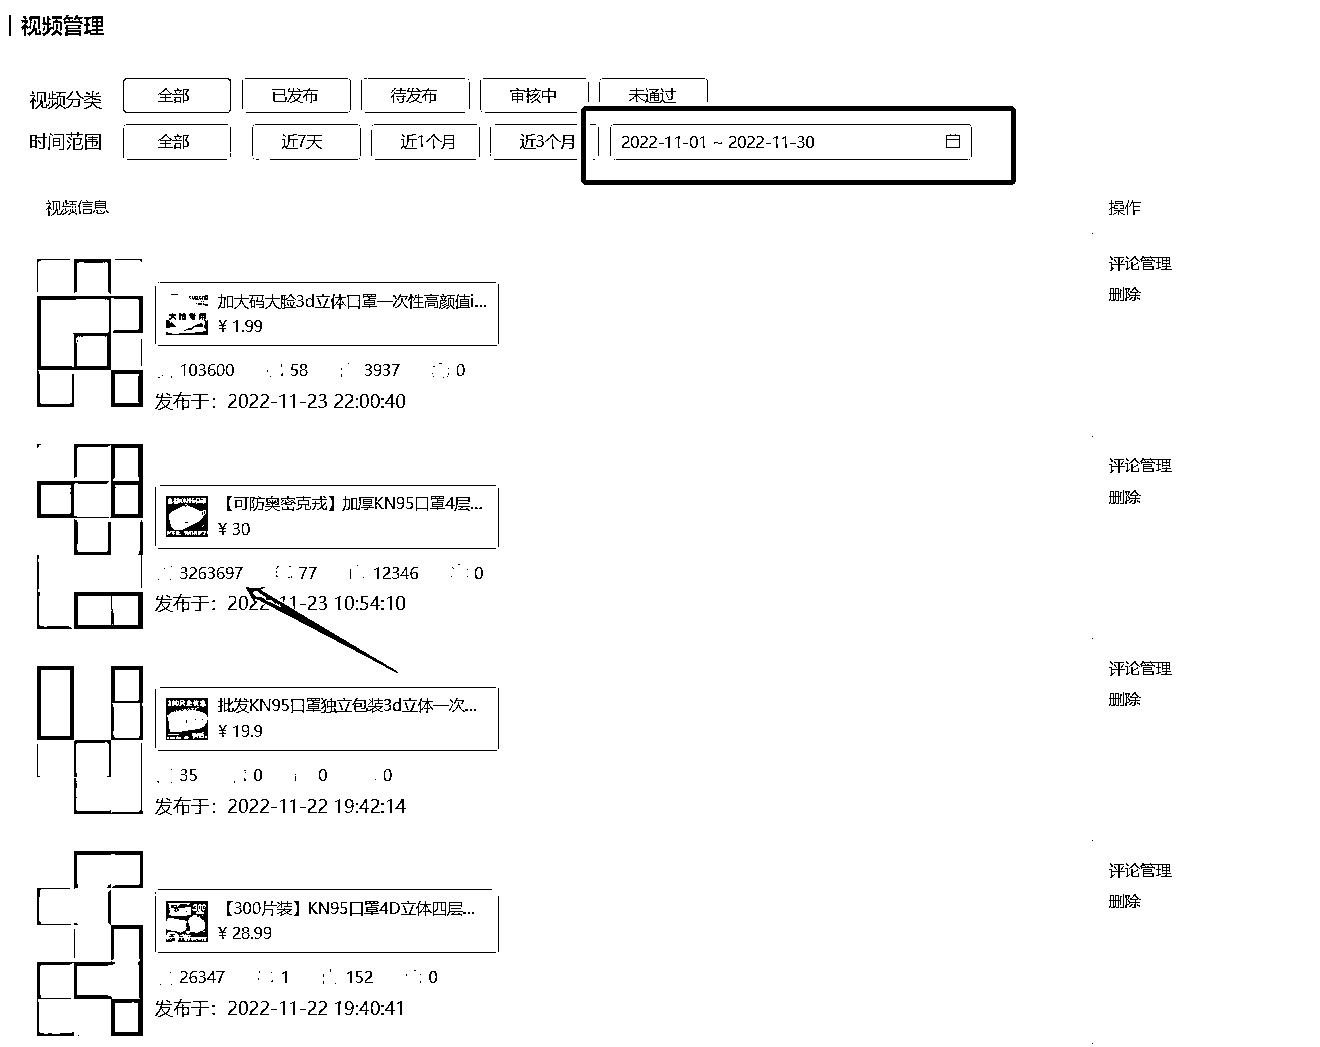 视频管理
视频分类 全部 已发布 待发布 审核中 未通过
时间范围 全部 近7天 近1个月 近3个月 2022-11-01 ~ 2022-11-30
视频信息 操作
加大码大脸3d立体口罩一次性高颜值i...
¥ 1.99
103600 58 3937 0
发布于：2022-11-23 22:00:40
评论管理
删除
【可防奥密克戎】加厚KN95口罩4层...
¥ 30
3263697 77 12346 0
发布于：2022-11-23 10:54:10
评论管理
删除
批发KN95口罩独立包装3d立体一次...
¥ 19.9
35 0 0 0
发布于：2022-11-22 19:42:14
评论管理
删除
【300片装】KN95口罩4D立体四层...
¥ 28.99
26347 1 152 0
发布于：2022-11-22 19:40:41
评论管理
删除